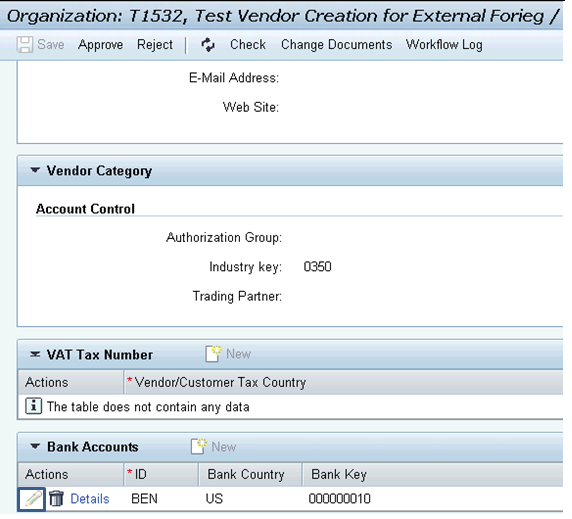 Organization: T1532, Test Vendor Creation for External Forieg /
Save Approve Reject Check Change Documents Workflow Log
E-Mail Address:
Web Site:
Vendor Category
Account Control
Authorization Group:
Industry key: 0350
Trading Partner:
VAT Tax Number New
Actions *Vendor/Customer Tax Country
The table does not contain any data
Bank Accounts New
Actions *ID Bank Country Bank Key
Details BEN US 000000010